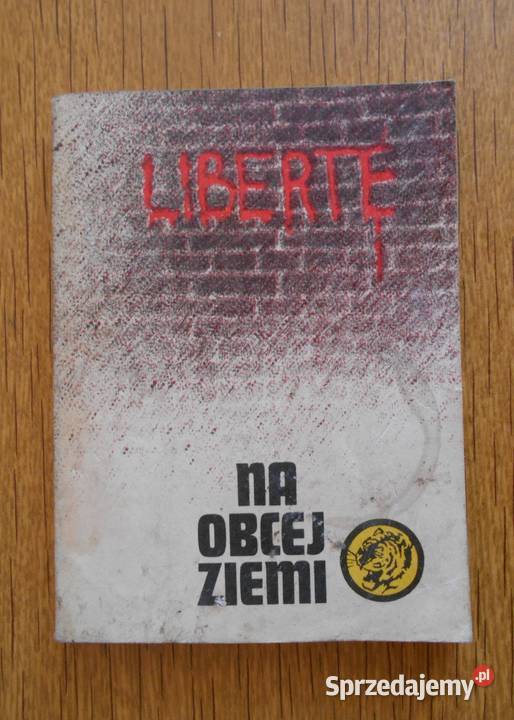 LIBERTÉ
NA
OBCEJ
ZIEMI
Sprzedajemy.pl